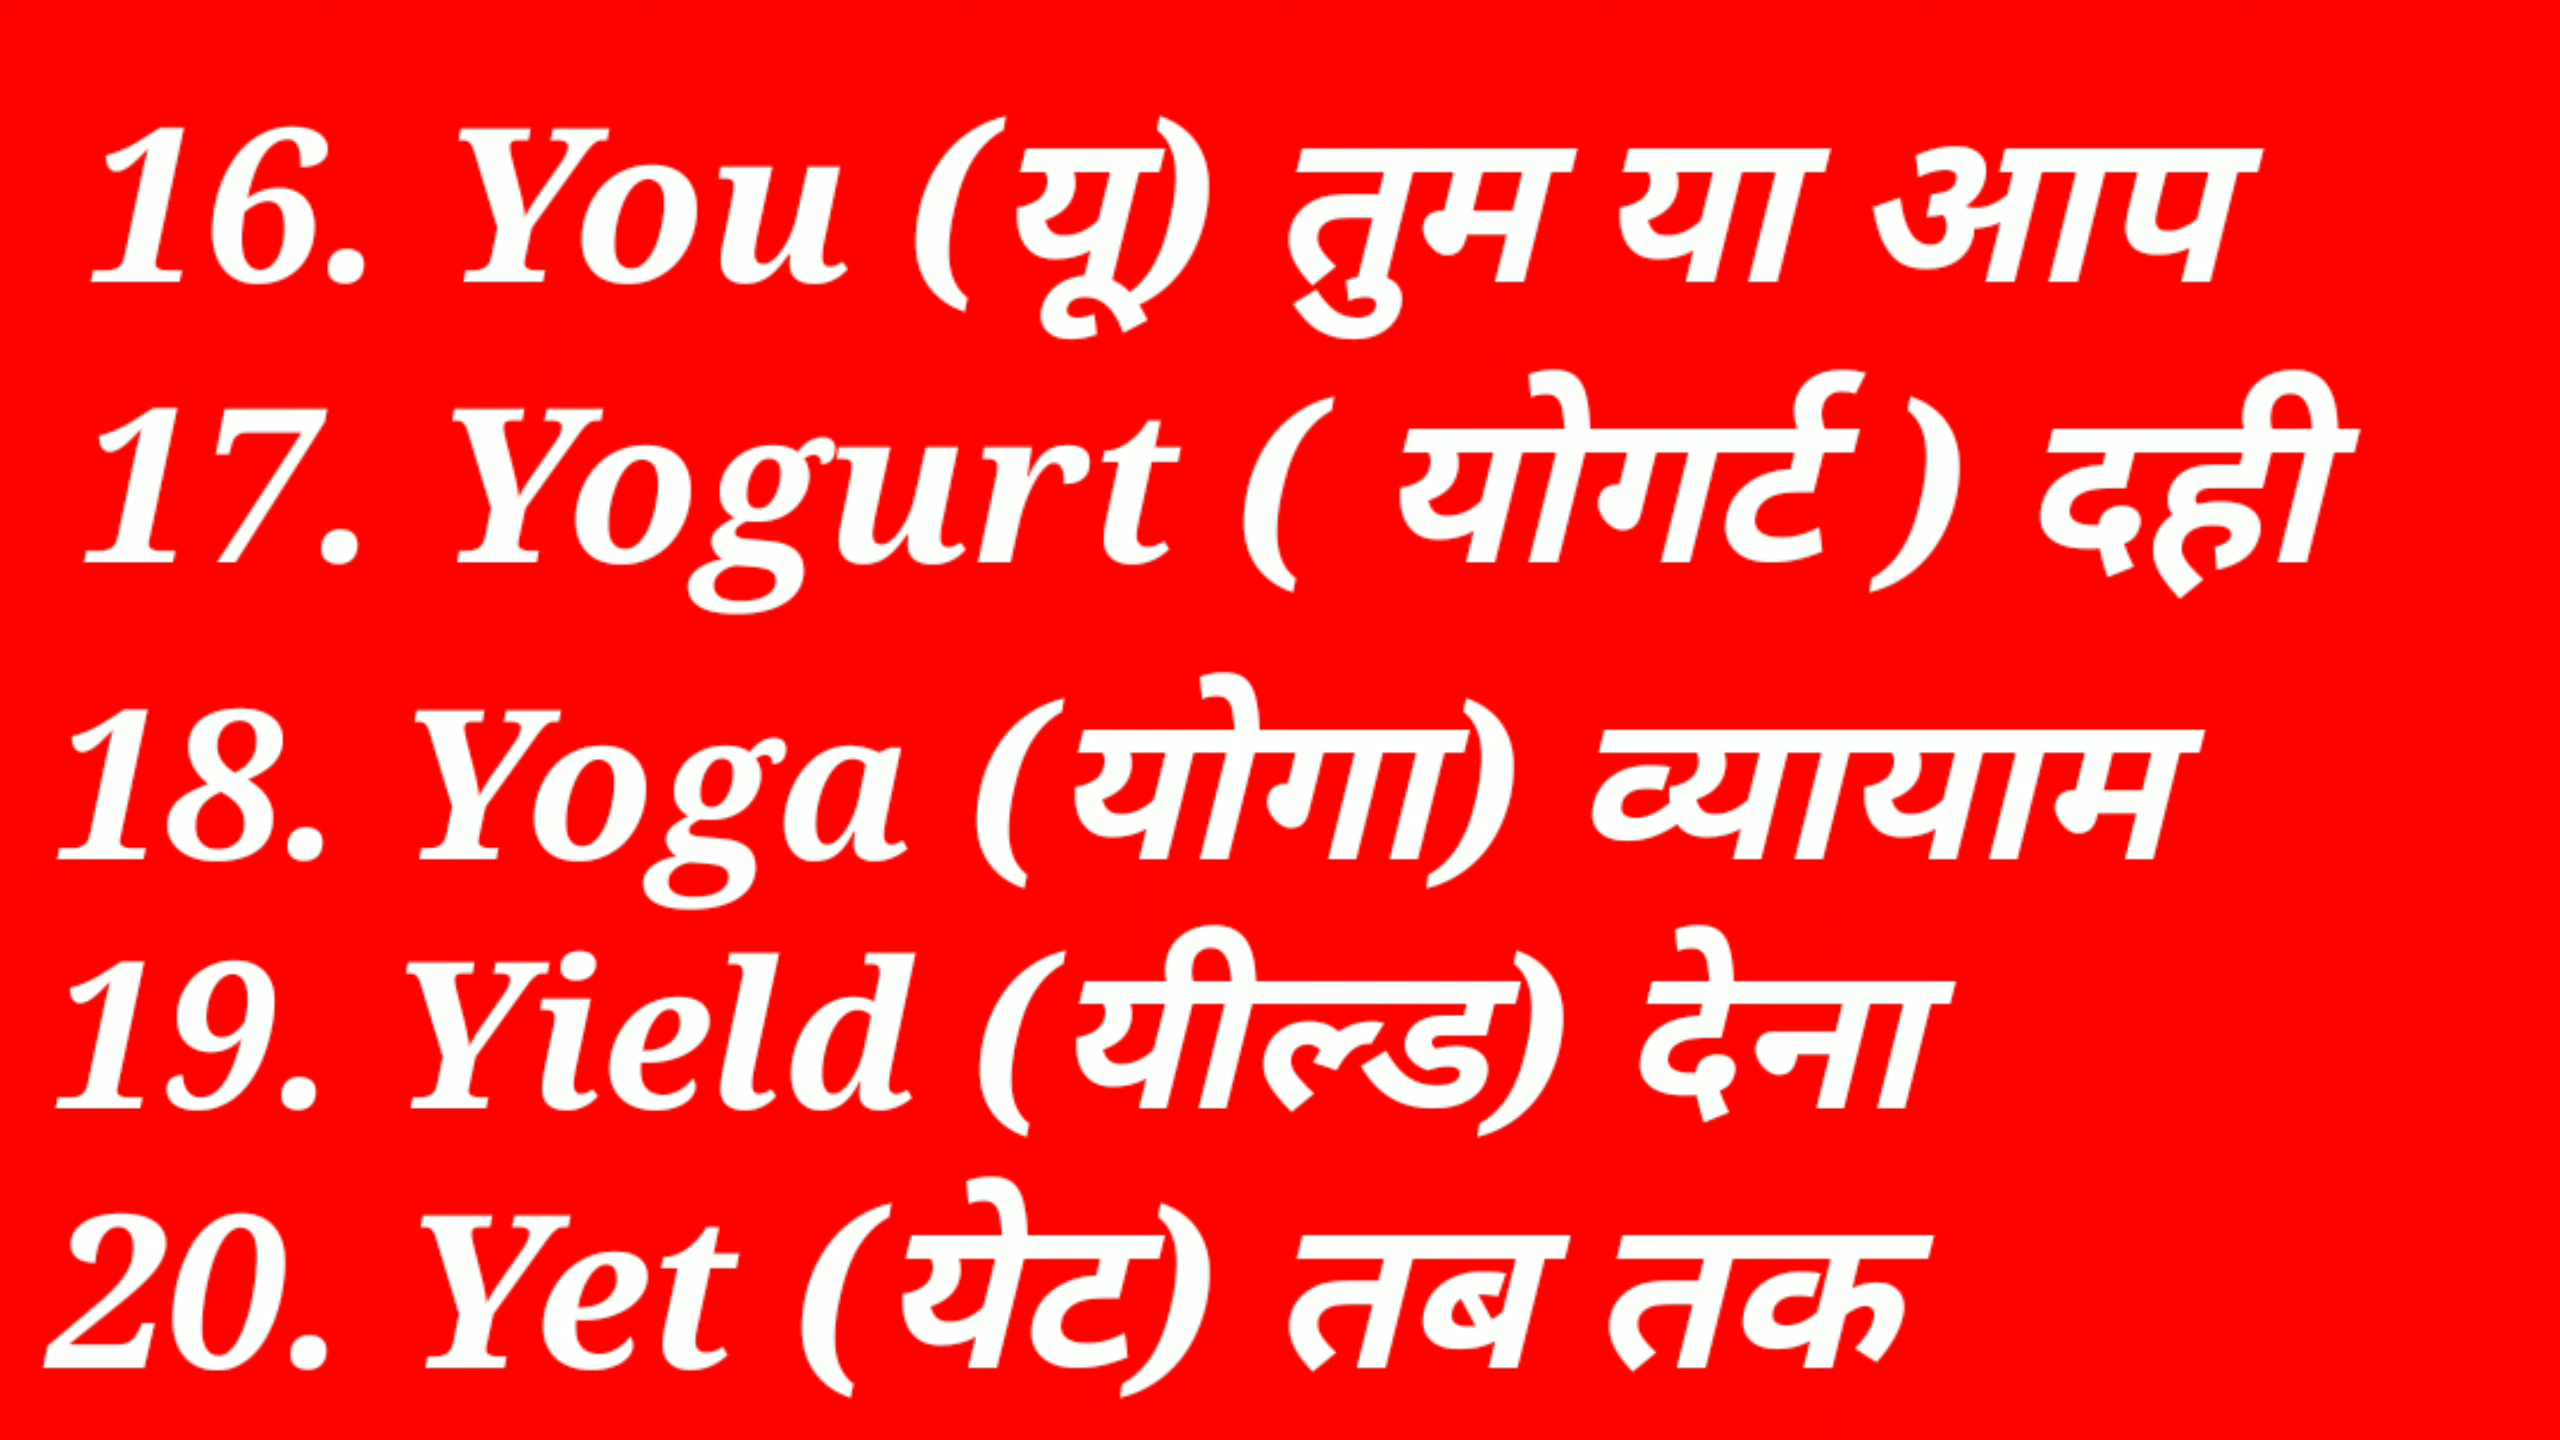 16. You (यू) तुम या आप
17. Yogurt ( योगर्ट ) दही
18. Yoga (योगा) व्यायाम
19. Yield (यील्ड) देना
20. Yet (येट) तब तक